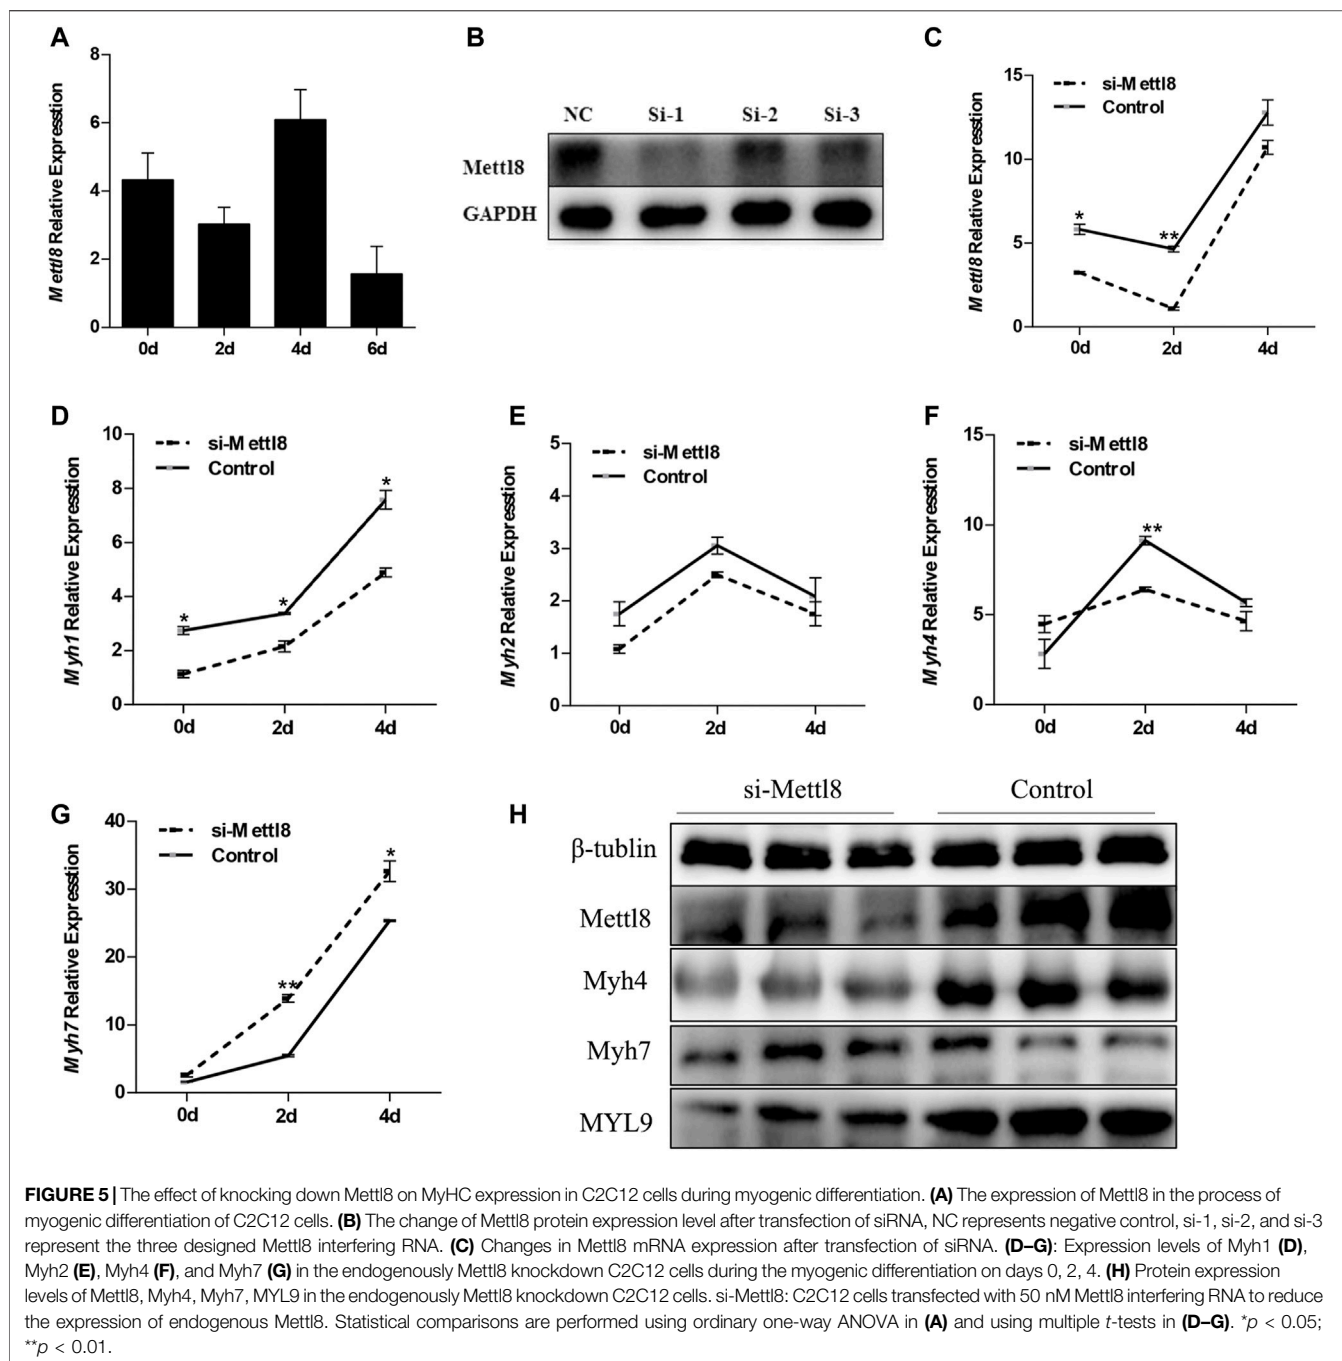 A
Mettl8 Relative Expression
8
6
4
2
0
0d 2d 4d 6d
B
NC Si-1 Si-2 Si-3
Mettl8
GAPDH
C
Mettl8 Relative Expression
si-Mettl8
Control
15
10
5
0
*
**
0d 2d 4d
D
Myh1 Relative Expression
si-Mettl8
Control
10
8
6
4
2
0
*
*
*
0d 2d 4d
E
Myh2 Relative Expression
si-Mettl8
Control
5
4
3
2
1
0
0d 2d 4d
F
Myh4 Relative Expression
si-Mettl8
Control
15
10
5
0
**
0d 2d 4d
G
Myh7 Relative Expression
si-Mettl8
Control
40
30
20
10
0
**
*
0d 2d 4d
H
si-Mettl8 Control
β-tublin
Mettl8
Myh4
Myh7
MYL9
FIGURE 5 | The effect of knocking down Mettl8 on MyHC expression in C2C12 cells during myogenic differentiation. (A) The expression of Mettl8 in the process of
myogenic differentiation of C2C12 cells. (B) The change of Mettl8 protein expression level after transfection of siRNA, NC represents negative control, si-1, si-2, and si-3
represent the three designed Mettl8 interfering RNA. (C) Changes in Mettl8 mRNA expression after transfection of siRNA. (D–G): Expression levels of Myh1 (D),
Myh2 (E), Myh4 (F), and Myh7 (G) in the endogenously Mettl8 knockdown C2C12 cells during the myogenic differentiation on days 0, 2, 4. (H) Protein expression
levels of Mettl8, Myh4, Myh7, MYL9 in the endogenously Mettl8 knockdown C2C12 cells. si-Mettl8: C2C12 cells transfected with 50 nM Mettl8 interfering RNA to reduce
the expression of endogenous Mettl8. Statistical comparisons are performed using ordinary one-way ANOVA in (A) and using multiple t-tests in (D–G). *p < 0.05;
**p < 0.01.